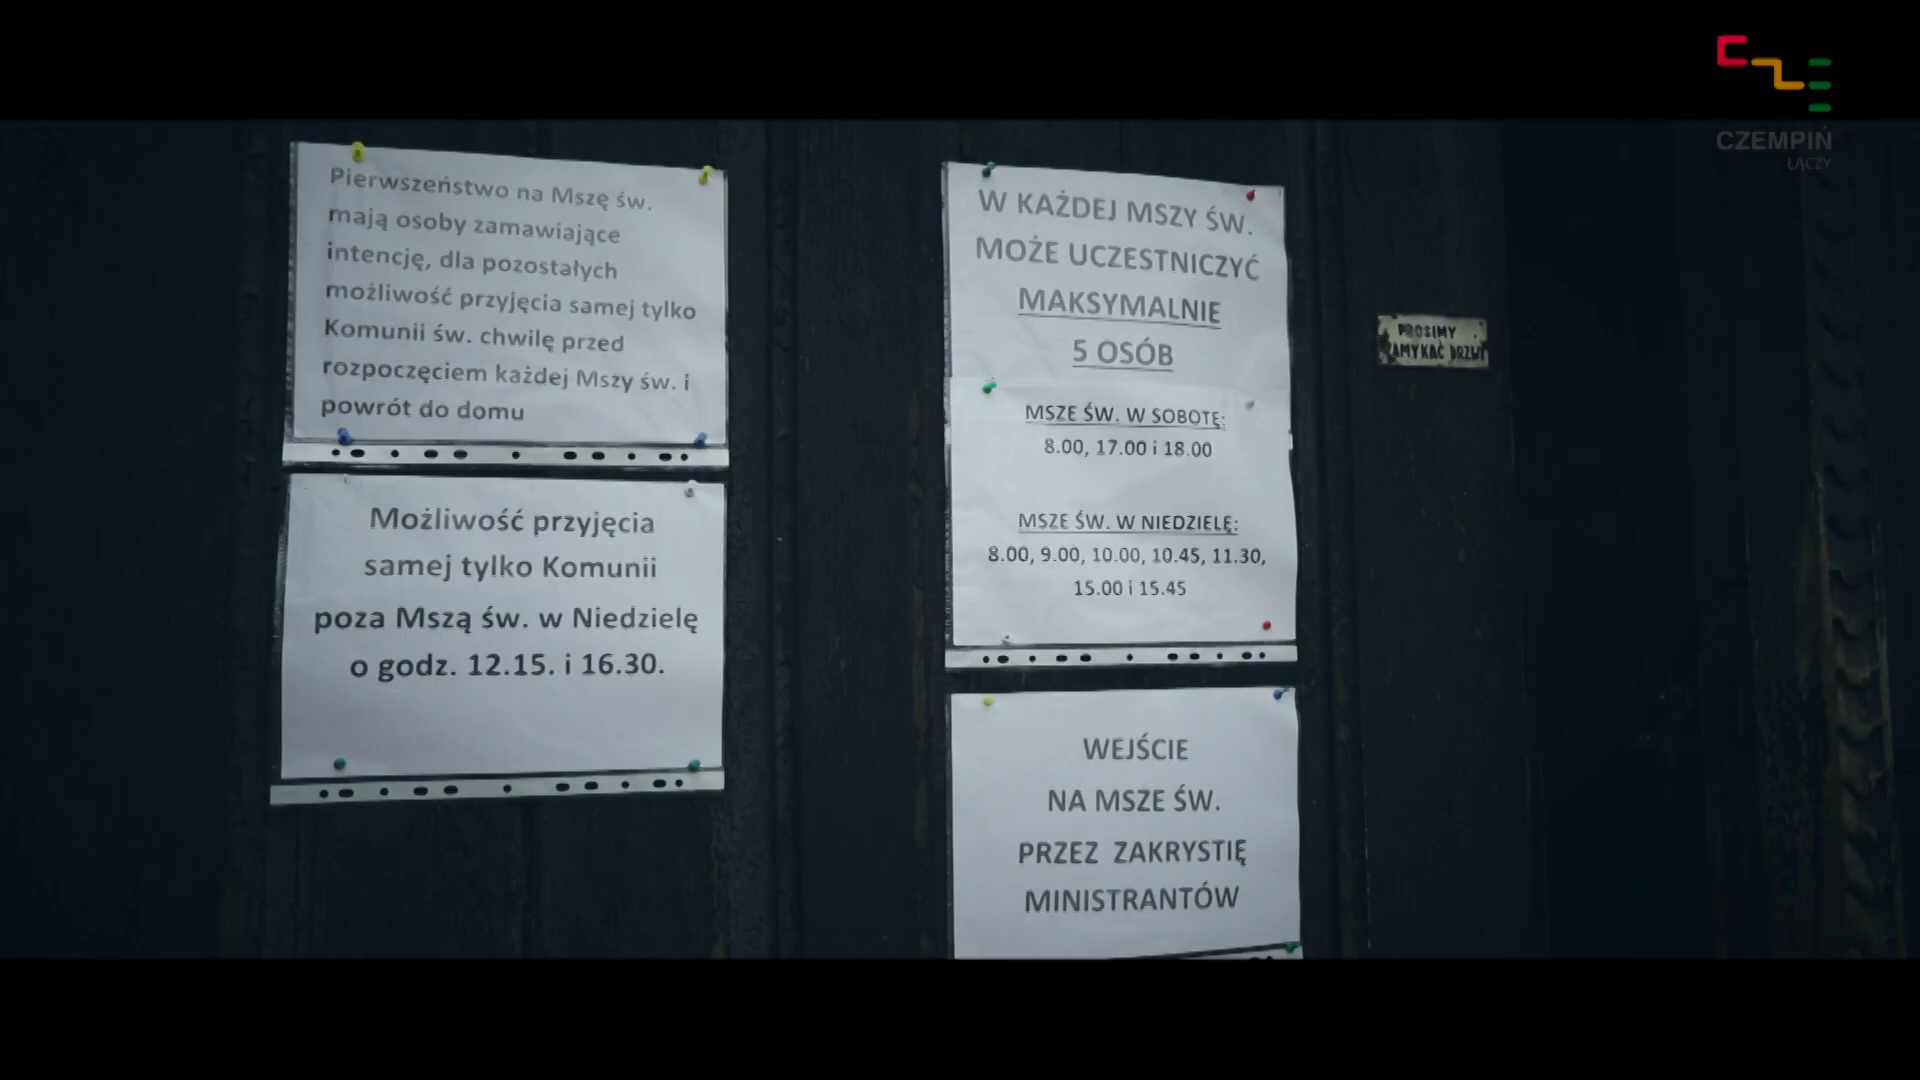 Pierwszeństwo na Mszę św.
mają osoby zamawiające
intencję, dla pozostałych
możliwość przyjęcia samej tylko
Komunii św. chwilę przed
rozpoczęciem każdej Mszy św. i
powrót do domu
Możliwość przyjęcia
samej tylko Komunii
poza Mszą św. w Niedzielę
o godz. 12.15. i 16.30.
W KAŻDEJ MSZY ŚW.
MOŻE UCZESTNICZYĆ
MAKSYMALNIE
5 OSÓB
MSZE ŚW. W SOBOTĘ:
8.00, 17.00 i 18.00
MSZE ŚW. W NIEDZIELĘ:
8.00, 9.00, 10.00, 10.45, 11.30,
15.00 i 15.45
WEJŚCIE
NA MSZE ŚW.
PRZEZ ZAKRYSTIĘ
MINISTRANTÓW
PROSIMY
ZAMYKAĆ DRZWI
CZE
CZEMPIŃ
ŁĄCZY